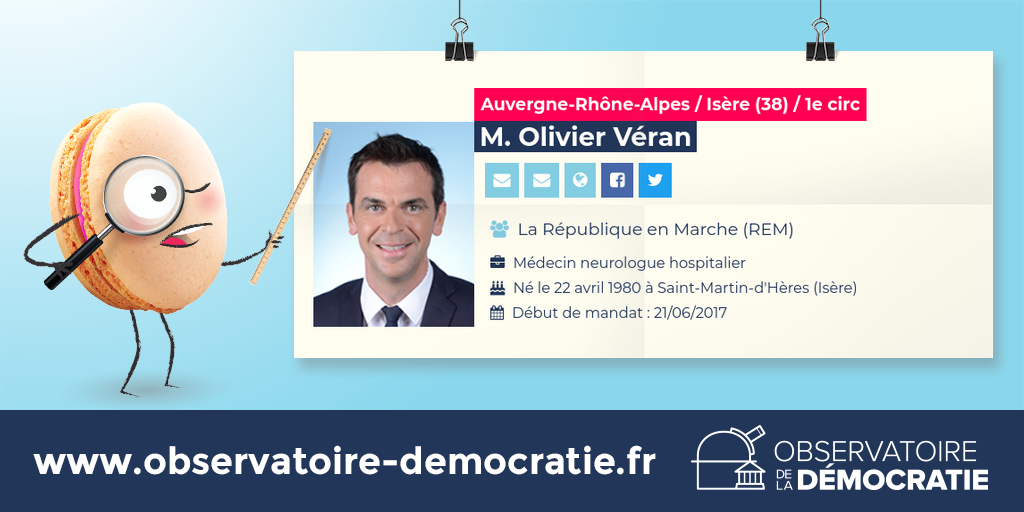 Auvergne-Rhône-Alpes / Isère (38) / 1e circ
M. Olivier Véran
La République en Marche (REM)
Médecin neurologue hospitalier
Né le 22 avril 1980 à Saint-Martin-d'Hères (Isère)
Début de mandat : 21/06/2017
www.observatoire-democratie.fr
OBSERVATOIRE
DE LA DÉMOCRATIE